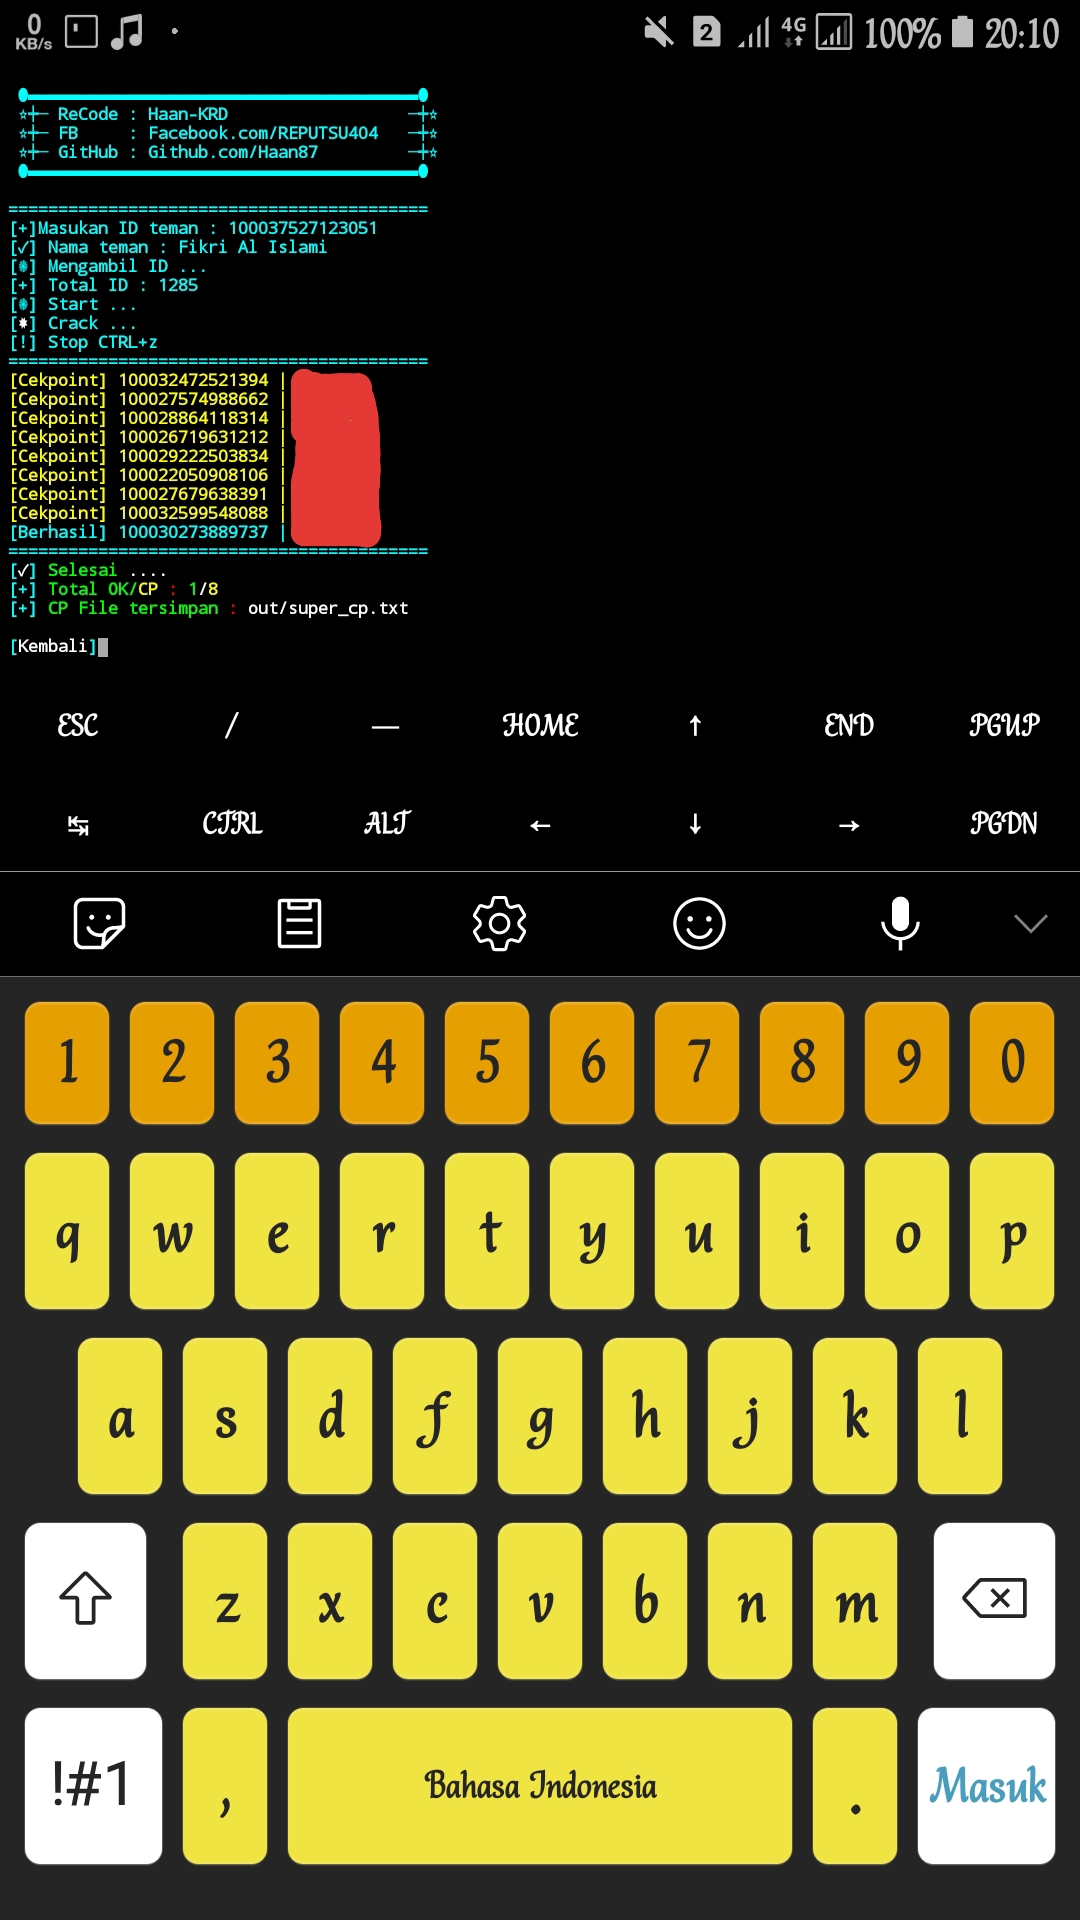 0
KB/s
2
4G
100%
20:10
ReCode : Haan-KRD
FB : Facebook.com/REPUTSU404
GitHub : Github.com/Haan87
==========================================
[+]Masukan ID teman : 100037527123051
[✓] Nama teman : Fikri Al Islami
[✺] Mengambil ID ...
[+] Total ID : 1285
[✺] Start ...
[✸] Crack ...
[!] Stop CTRL+z
==========================================
[Cekpoint] 100032472521394 |
[Cekpoint] 100027574988662 |
[Cekpoint] 100028864118314 |
[Cekpoint] 100026719631212 |
[Cekpoint] 100029222503834 |
[Cekpoint] 100022050908106 |
[Cekpoint] 100027679638391 |
[Cekpoint] 100032599548088 |
[Berhasil] 100030273889737 |
==========================================
[✓] Selesai ....
[+] Total OK/CP : 1/8
[+] CP File tersimpan : out/super_cp.txt
[Kembali]
ESC / — HOME ↑ END PGUP
↹ CTRL ALT ← ↓ → PGDN
1 2 3 4 5 6 7 8 9 0
q w e r t y u i o p
a s d f g h j k l
z x c v b n m
!#1 , Bahasa Indonesia . Masuk